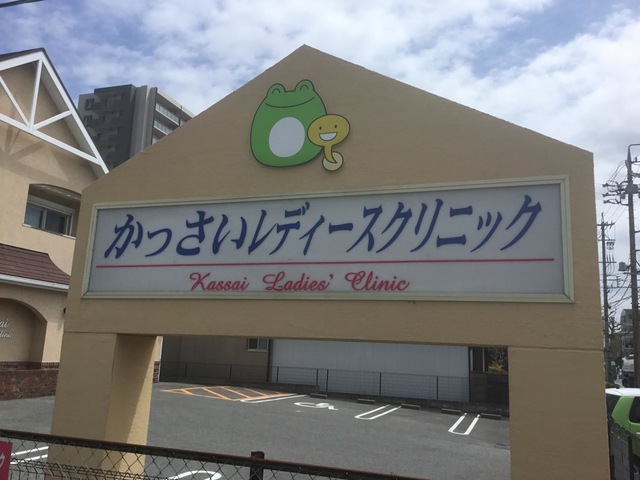 かっさいレディースクリニック
Kassai Ladies' Clinic